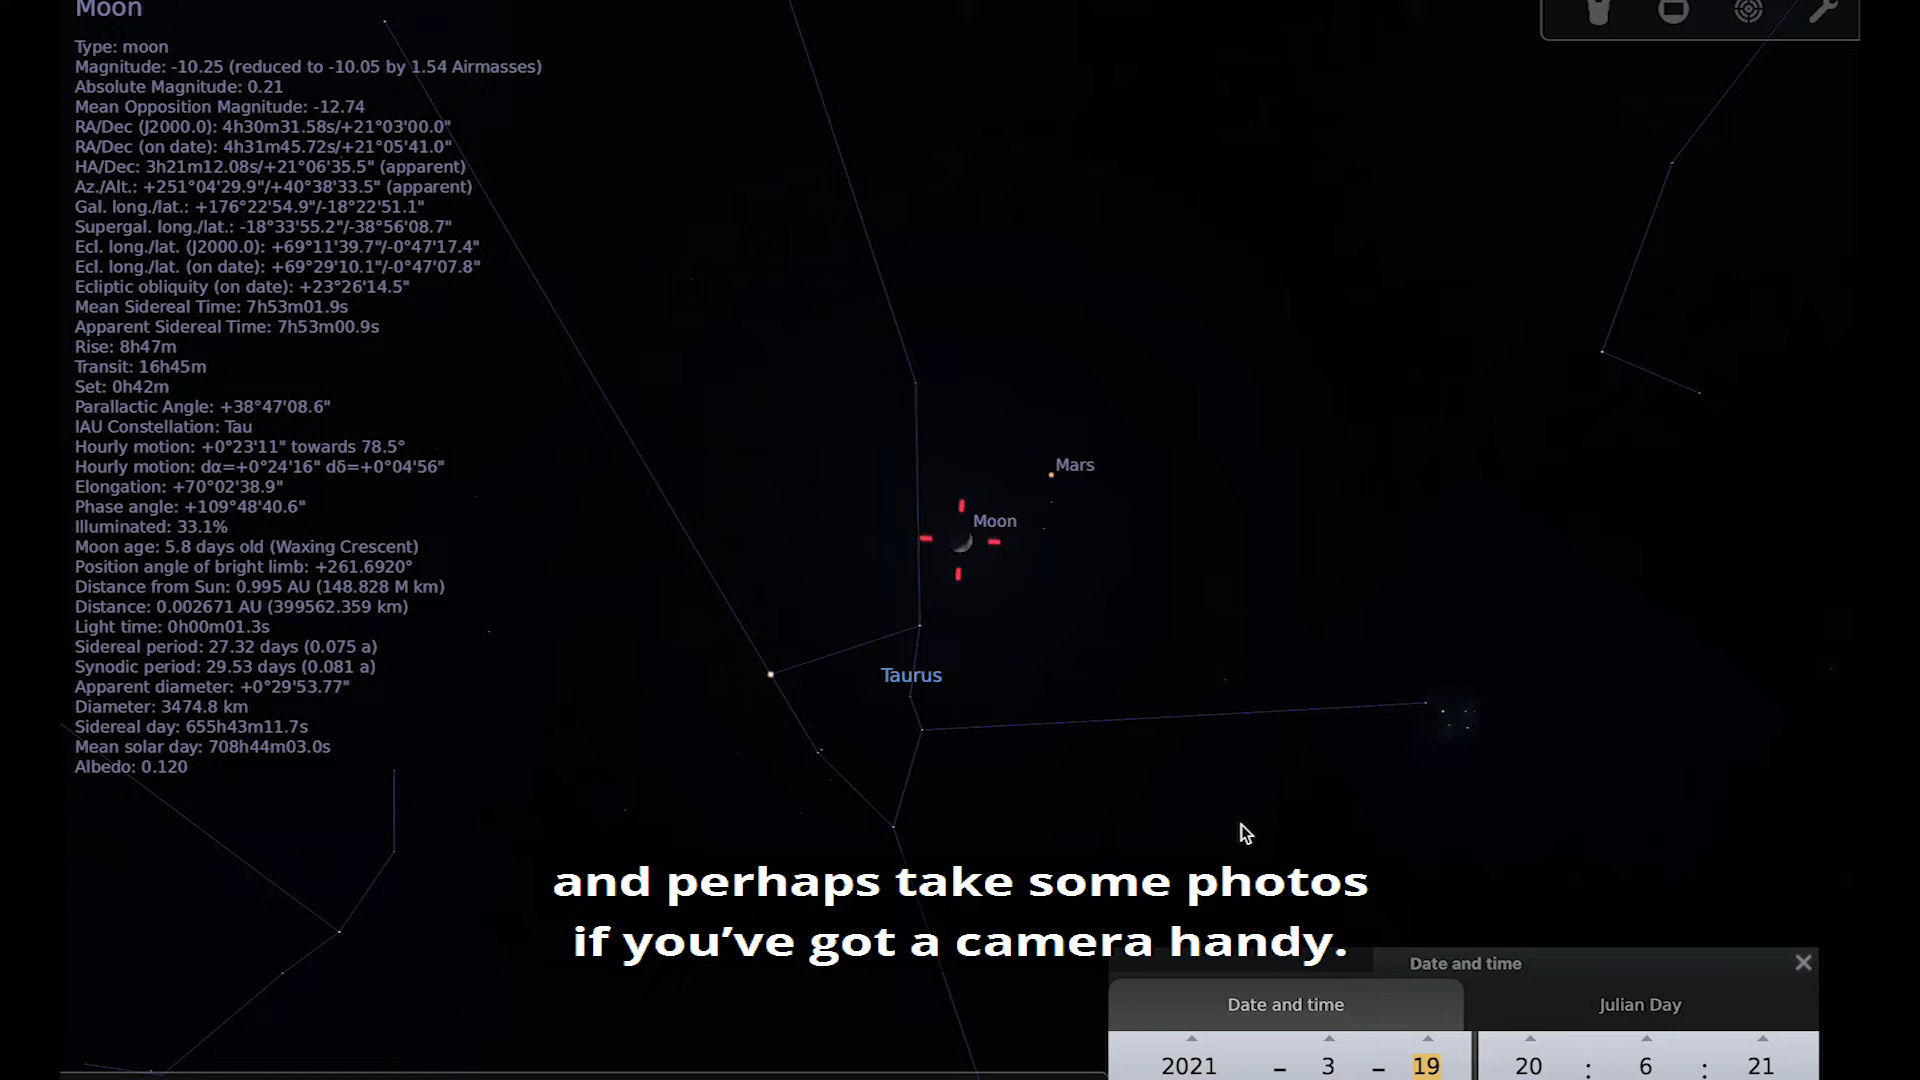 Moon
Type: moon
Magnitude: -10.25 (reduced to -10.05 by 1.54 Airmasses)
Absolute Magnitude: 0.21
Mean Opposition Magnitude: -12.74
RA/Dec (J2000.0): 4h30m31.58s/+21°03'00.0"
RA/Dec (on date): 4h31m45.72s/+21°05'41.0"
HA/Dec: 3h21m12.08s/+21°06'35.5" (apparent)
Az./Alt.: +251°04'29.9"/+40°38'33.5" (apparent)
Gal. long./lat.: +176°22'54.9"/-18°22'51.1"
Supergal. long./lat.: -18°33'55.2"/-38°56'08.7"
Ecl. long./lat. (J2000.0): +69°11'39.7"/-0°47'17.4"
Ecl. long./lat. (on date): +69°29'10.1"/-0°47'07.8"
Ecliptic obliquity (on date): +23°26'14.5"
Mean Sidereal Time: 7h53m01.9s
Apparent Sidereal Time: 7h53m00.9s
Rise: 8h47m
Transit: 16h45m
Set: 0h42m
Parallactic Angle: +38°47'08.6"
IAU Constellation: Tau
Hourly motion: +0°23'11" towards 78.5°
Hourly motion: dα=+0°24'16" dδ=+0°04'56"
Elongation: +70°02'38.9"
Phase angle: +109°48'40.6"
Illuminated: 33.1%
Moon age: 5.8 days old (Waxing Crescent)
Position angle of bright limb: +261.6920°
Distance from Sun: 0.995 AU (148.828 M km)
Distance: 0.002671 AU (399562.359 km)
Light time: 0h00m01.3s
Sidereal period: 27.32 days (0.075 a)
Synodic period: 29.53 days (0.081 a)
Apparent diameter: +0°29'53.77"
Diameter: 3474.8 km
Sidereal day: 655h43m11.7s
Mean solar day: 708h44m03.0s
Albedo: 0.120
Mars
Moon
Taurus
and perhaps take some photos
if you’ve got a camera handy.
Date and time
Date and time
Julian Day
2021 – 3 – 19
20 : 6 : 21